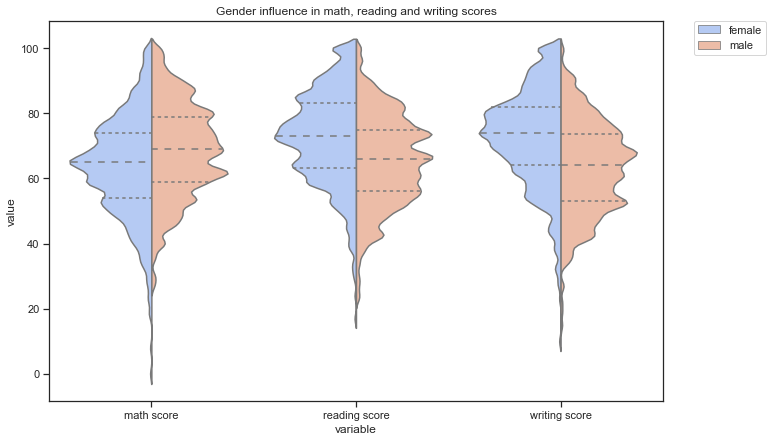 Gender influence in math, reading and writing scores
female
male
100
80
60
40
20
0
value
math score
reading score
writing score
variable